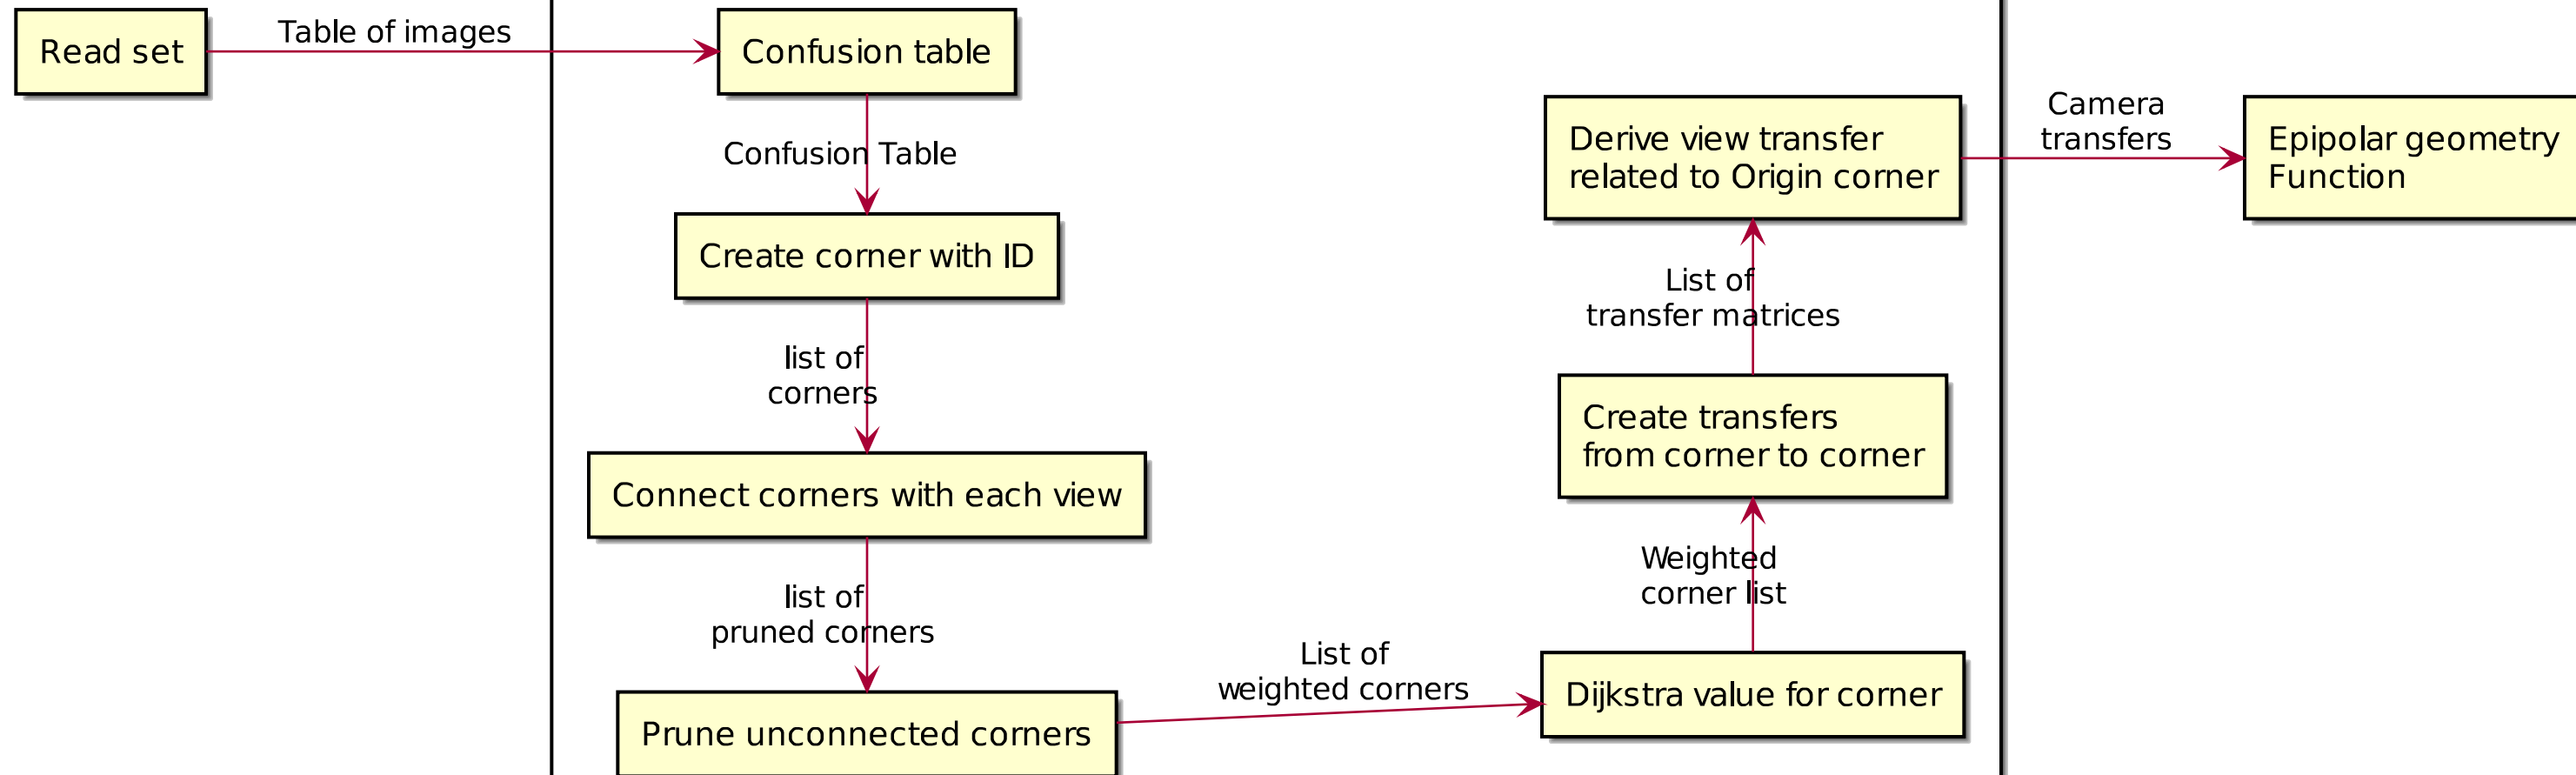 Read set
Table of images
Confusion table
Confusion Table
Create corner with ID
list of
corners
Connect corners with each view
list of
pruned corners
Prune unconnected corners
List of
weighted corners
Dijkstra value for corner
Weighted
corner list
Create transfers
from corner to corner
List of
transfer matrices
Derive view transfer
related to Origin corner
Camera
transfers
Epipolar geometry
Function